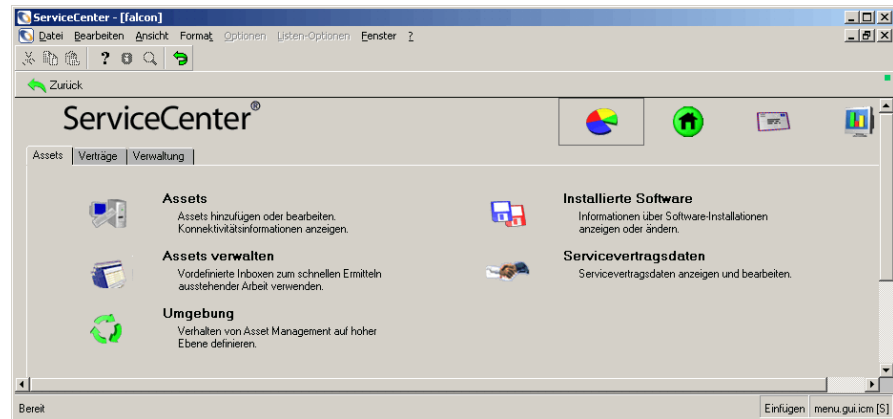 ServiceCenter - [falcon]
Datei Bearbeiten Ansicht Format Optionen Listen-Optionen Fenster ?
?
Zurück
ServiceCenter®
Assets Verträge Verwaltung
Assets
Assets hinzufügen oder bearbeiten.
Konnektivitätsinformationen anzeigen.
Installierte Software
Informationen über Software-Installationen
anzeigen oder ändern.
Assets verwalten
Vordefinierte Inboxen zum schnellen Ermitteln
ausstehender Arbeit verwenden.
Servicevertragsdaten
Servicevertragsdaten anzeigen und bearbeiten.
Umgebung
Verhalten von Asset Management auf hoher
Ebene definieren.
Bereit Einfügen menu.gui.icm [S]